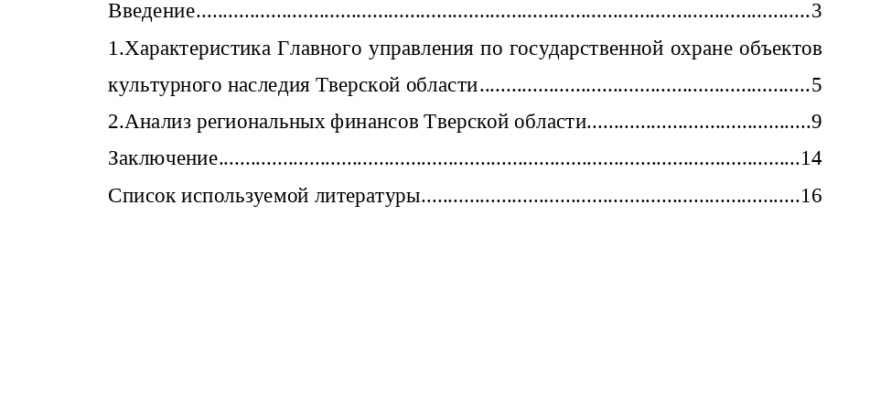 Введение....................................................................................................................3
1.Характеристика Главного управления по государственной охране объектов
культурного наследия Тверской области..............................................................5
2.Анализ региональных финансов Тверской области..........................................9
Заключение.............................................................................................................14
Список используемой литературы.......................................................................16